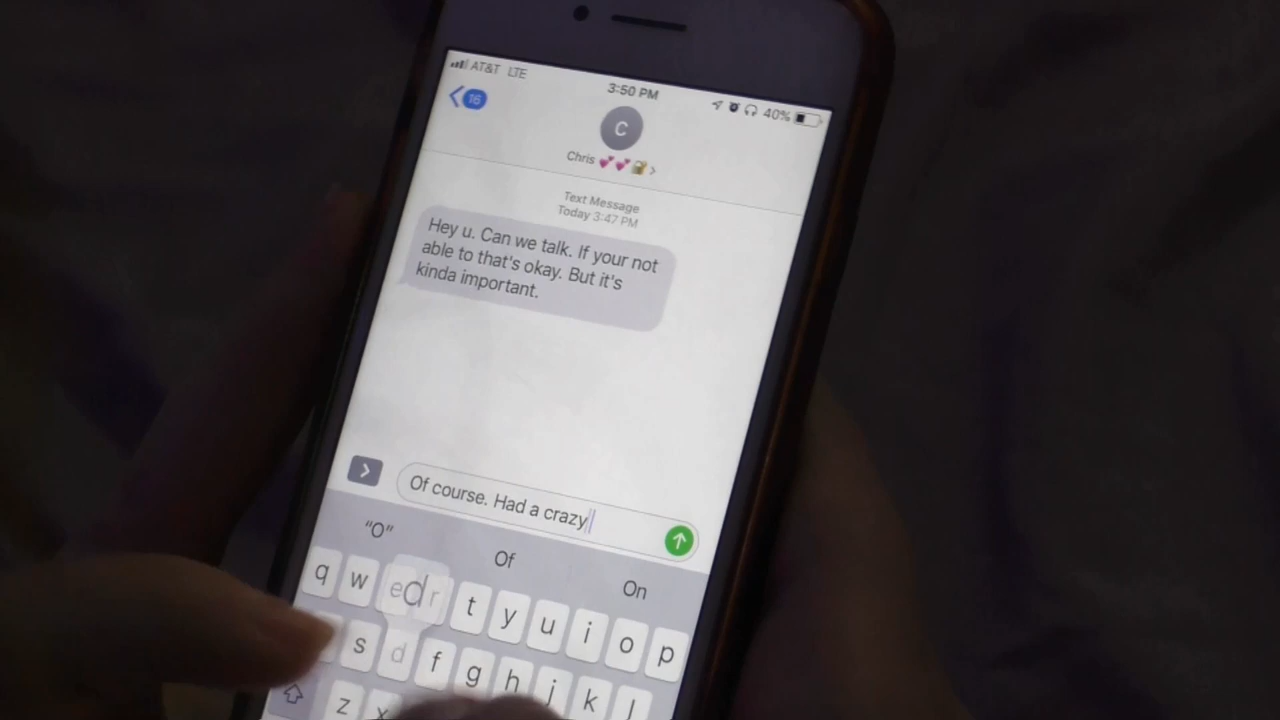 AT&T LTE 3:50 PM 40%
16
C
Chris 💕💕🍻 >
Text Message
Today 3:47 PM
Hey u. Can we talk. If your not
able to that's okay. But it's
kinda important.
Of course. Had a crazy
"O" Of On
q w e d r t y u i o p
s d f g h j k l
z x